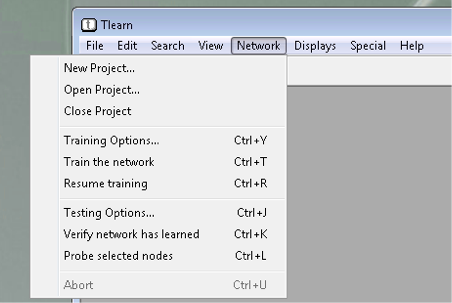 t Tlearn
File Edit Search View Network Displays Special Help
New Project...
Open Project...
Close Project
Training Options... Ctrl+Y
Train the network Ctrl+T
Resume training Ctrl+R
Testing Options... Ctrl+J
Verify network has learned Ctrl+K
Probe selected nodes Ctrl+L
Abort Ctrl+U